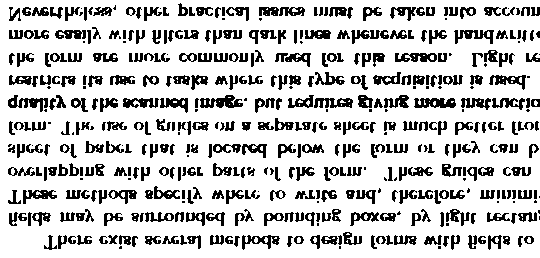 There exist several methods to design forms with fields to
fields may be surrounded by bounding boxes, by light rectang
These methods specify where to write and, therefore, minimi
overlapping with other parts of the form. These guides can
sheet of paper that is located below the form or they can b
form. The use of guides on a separate sheet is much better from
quality of the scanned image, but requires giving more instructio
restricts its use to tasks where this type of acquisition is used.
the form are more commonly used for this reason. Light re
more easily with filters than dark lines whenever the handwritte
Nevertheless, other practical issues must be taken into accoun